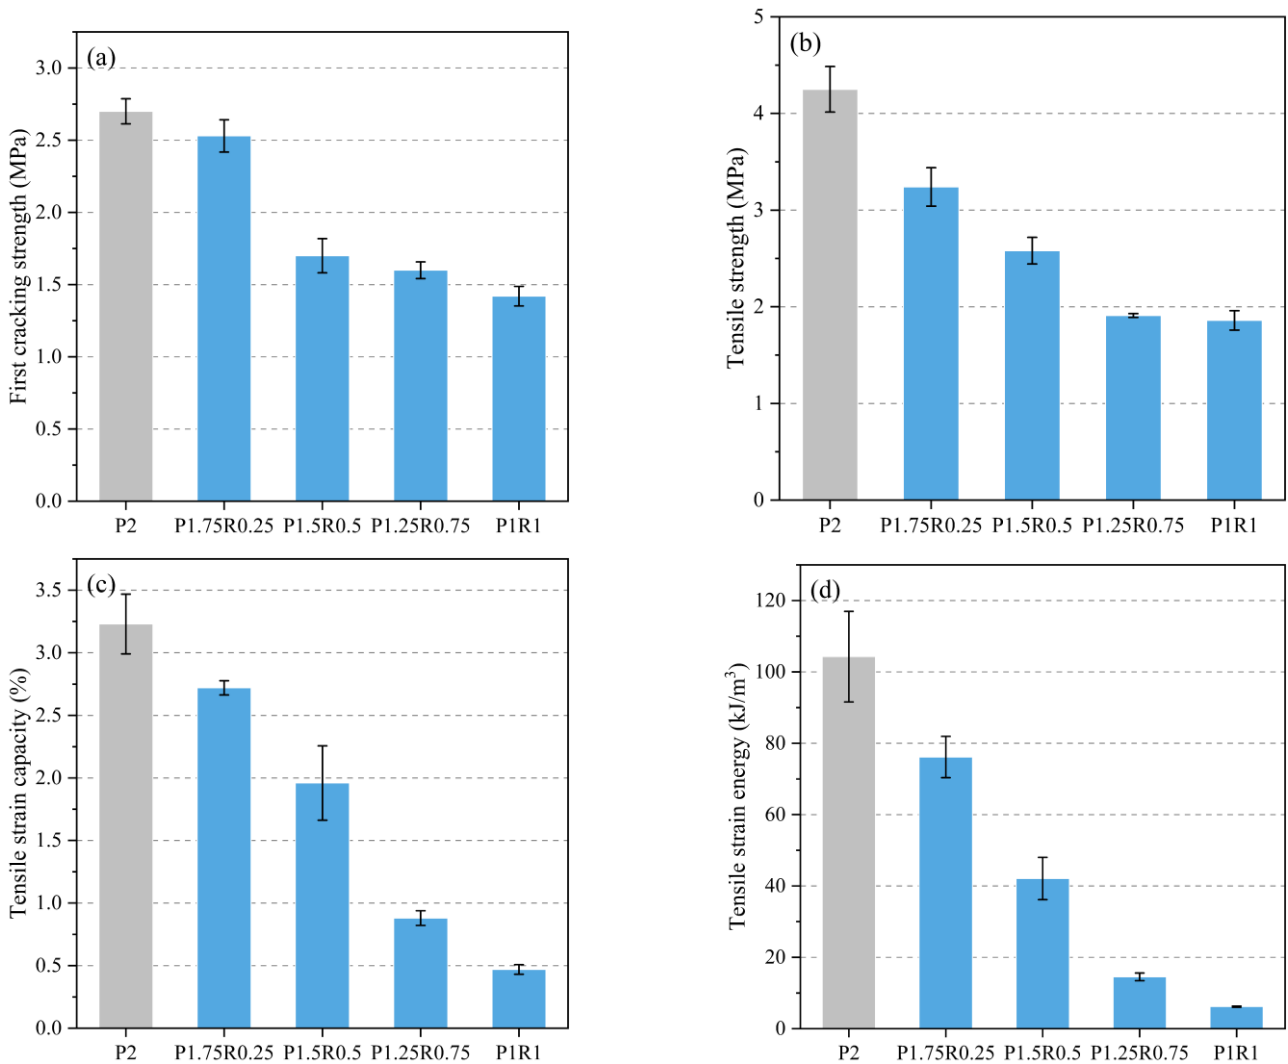 (a)
First cracking strength (MPa)
3.0
2.5
2.0
1.5
1.0
0.5
0.0
P2 P1.75R0.25 P1.5R0.5 P1.25R0.75 P1R1
(b)
Tensile strength (MPa)
5
4
3
2
1
0
P2 P1.75R0.25 P1.5R0.5 P1.25R0.75 P1R1
(c)
Tensile strain capacity (%)
3.5
3.0
2.5
2.0
1.5
1.0
0.5
0.0
P2 P1.75R0.25 P1.5R0.5 P1.25R0.75 P1R1
(d)
Tensile strain energy (kJ/m³)
120
100
80
60
40
20
0
P2 P1.75R0.25 P1.5R0.5 P1.25R0.75 P1R1